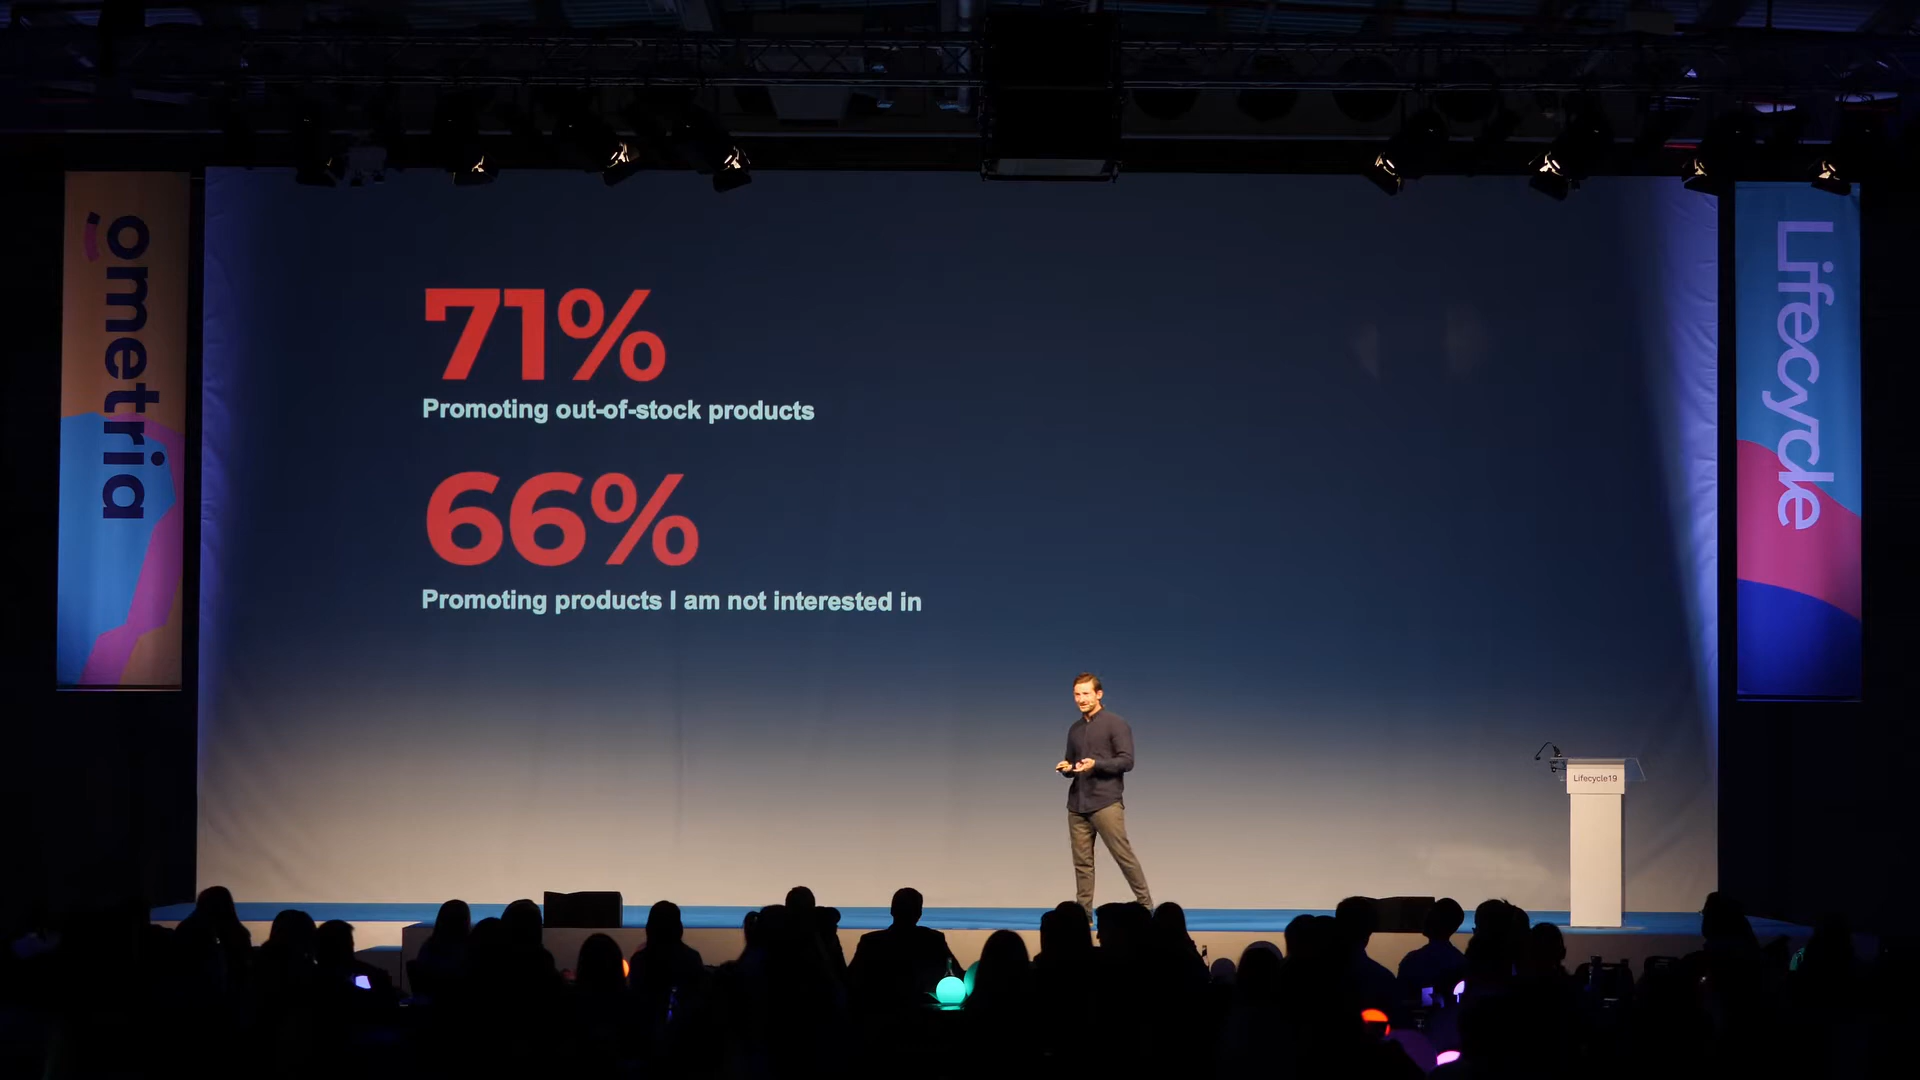 ometria
71%
Promoting out-of-stock products
66%
Promoting products I am not interested in
Lifecycle
Lifecycle19